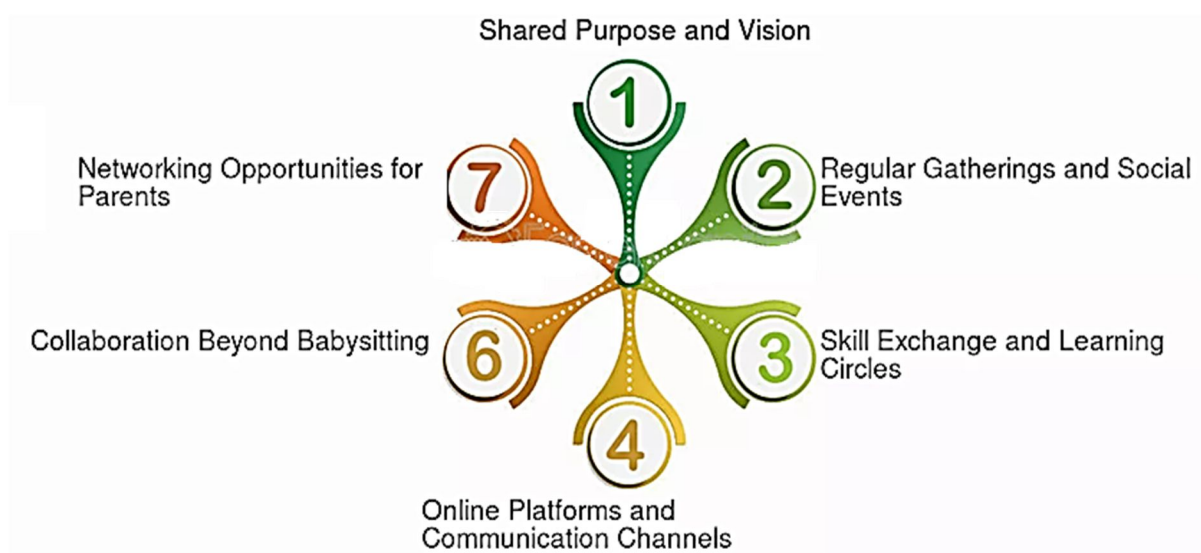 Shared Purpose and Vision
1
2
Regular Gatherings and Social
Events
3
Skill Exchange and Learning
Circles
4
Online Platforms and
Communication Channels
6
Collaboration Beyond Babysitting
7
Networking Opportunities for
Parents